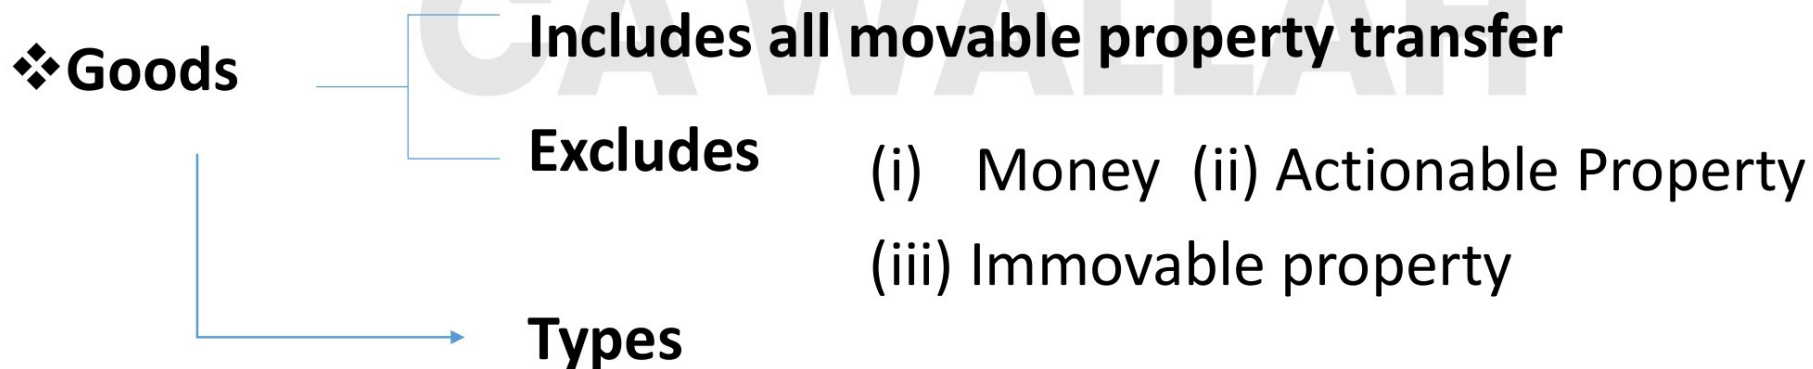 CA WALLAH
Includes all movable property transfer
❖Goods
Excludes (i) Money (ii) Actionable Property
(iii) Immovable property
Types